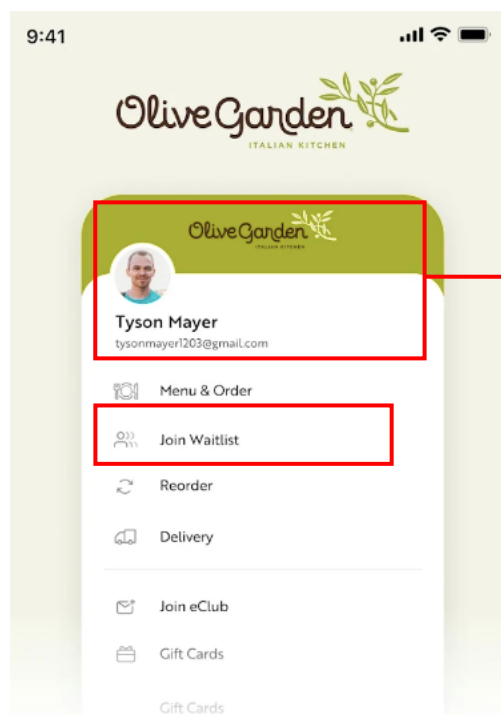 9:41
Olive Garden
ITALIAN KITCHEN
Olive Garden
ITALIAN KITCHEN
Tyson Mayer
tysonmayer1203@gmail.com
Menu & Order
Join Waitlist
Reorder
Delivery
Join eClub
Gift Cards
Gift Cards